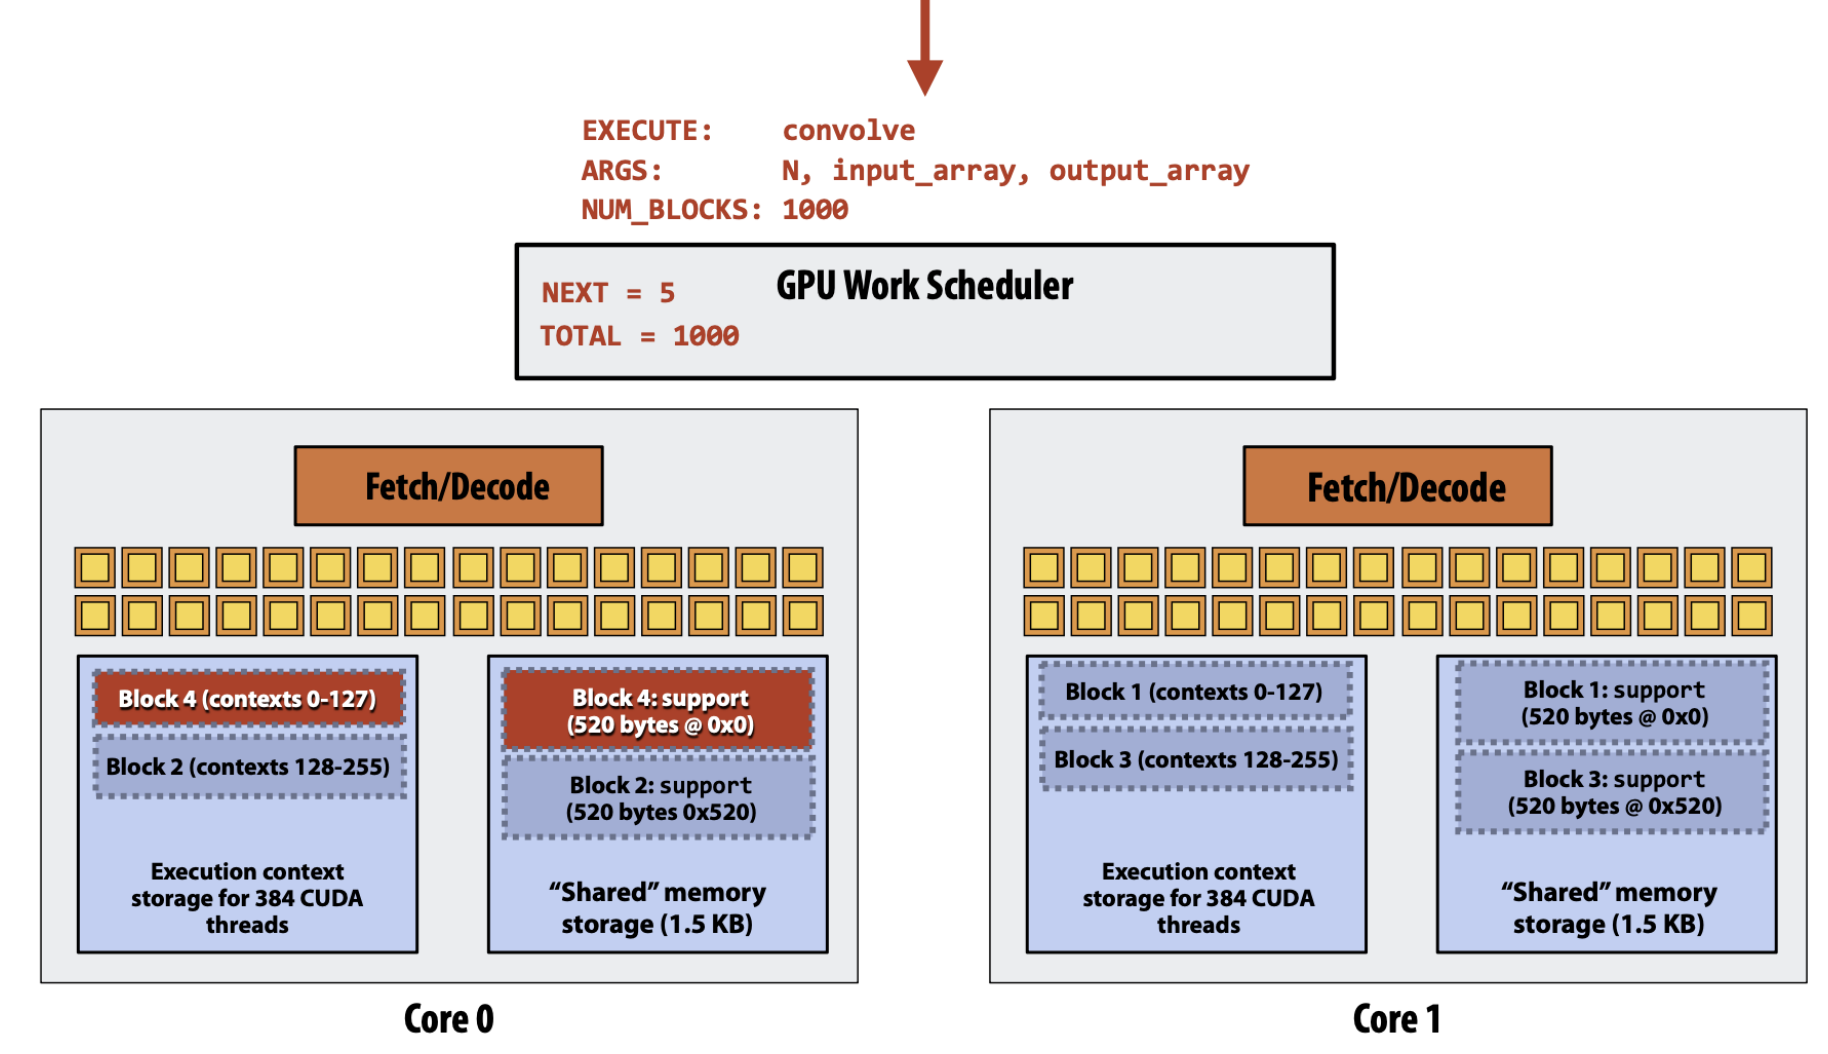 EXECUTE: convolve
ARGS: N, input_array, output_array
NUM_BLOCKS: 1000
GPU Work Scheduler
NEXT = 5
TOTAL = 1000
Fetch/Decode
Block 4 (contexts 0-127)
Block 2 (contexts 128-255)
Execution context
storage for 384 CUDA
threads
Block 4: support
(520 bytes @ 0x0)
Block 2: support
(520 bytes 0x520)
“Shared” memory
storage (1.5 KB)
Core 0
Fetch/Decode
Block 1 (contexts 0-127)
Block 3 (contexts 128-255)
Execution context
storage for 384 CUDA
threads
Block 1: support
(520 bytes @ 0x0)
Block 3: support
(520 bytes @ 0x520)
“Shared” memory
storage (1.5 KB)
Core 1